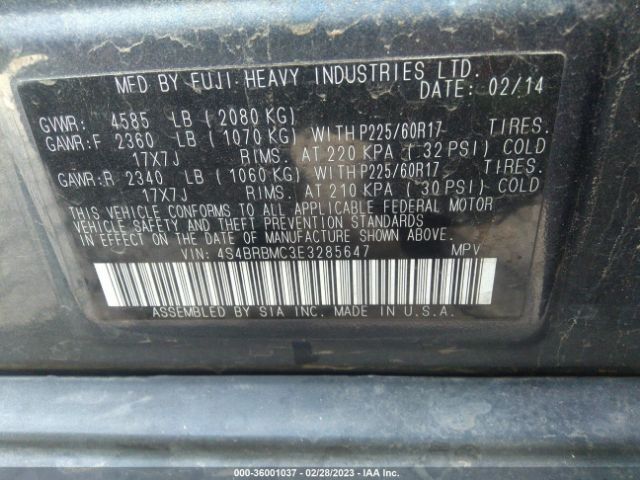 MFD BY FUJI HEAVY INDUSTRIES LTD.
DATE: 02/14
GVWR: 4585 LB (2080 KG)
GAWR:F 2360 LB (1070 KG) WITH P225/60R17 TIRES.
17X7J RIMS. AT 220 KPA (32 PSI) COLD
GAWR:R 2340 LB (1060 KG) WITH P225/60R17 TIRES.
17X7J RIMS. AT 210 KPA (30 PSI) COLD
THIS VEHICLE CONFORMS TO ALL APPLICABLE FEDERAL MOTOR
VEHICLE SAFETY AND THEFT PREVENTION STANDARDS
IN EFFECT ON THE DATE OF MANUFACTURE SHOWN ABOVE.
VIN: 4S4BRBMC3E3285647 MPV
ASSEMBLED BY SIA INC. MADE IN U.S.A.
000-36001037 - 02/28/2023 - IAA Inc.